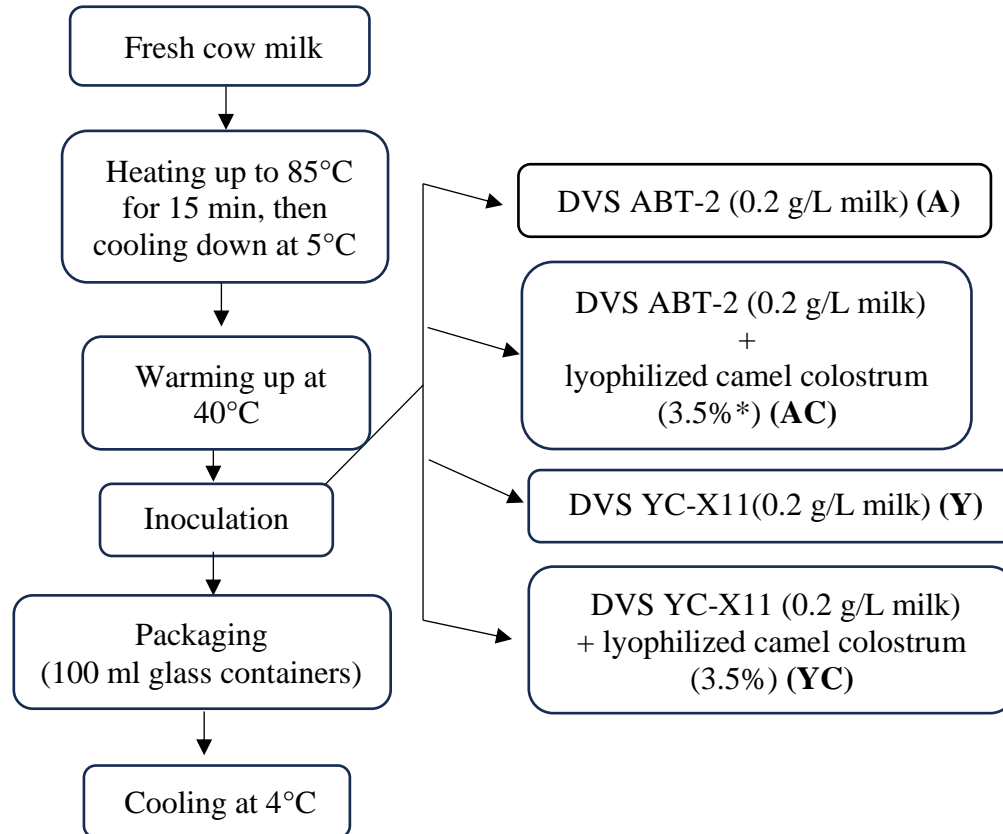 Fresh cow milk
Heating up to 85°C
for 15 min, then
cooling down at 5°C
Warming up at
40°C
Inoculation
Packaging
(100 ml glass containers)
Cooling at 4°C
DVS ABT-2 (0.2 g/L milk) (A)
DVS ABT-2 (0.2 g/L milk)
+
lyophilized camel colostrum
(3.5%*) (AC)
DVS YC-X11(0.2 g/L milk) (Y)
DVS YC-X11 (0.2 g/L milk)
+ lyophilized camel colostrum
(3.5%) (YC)